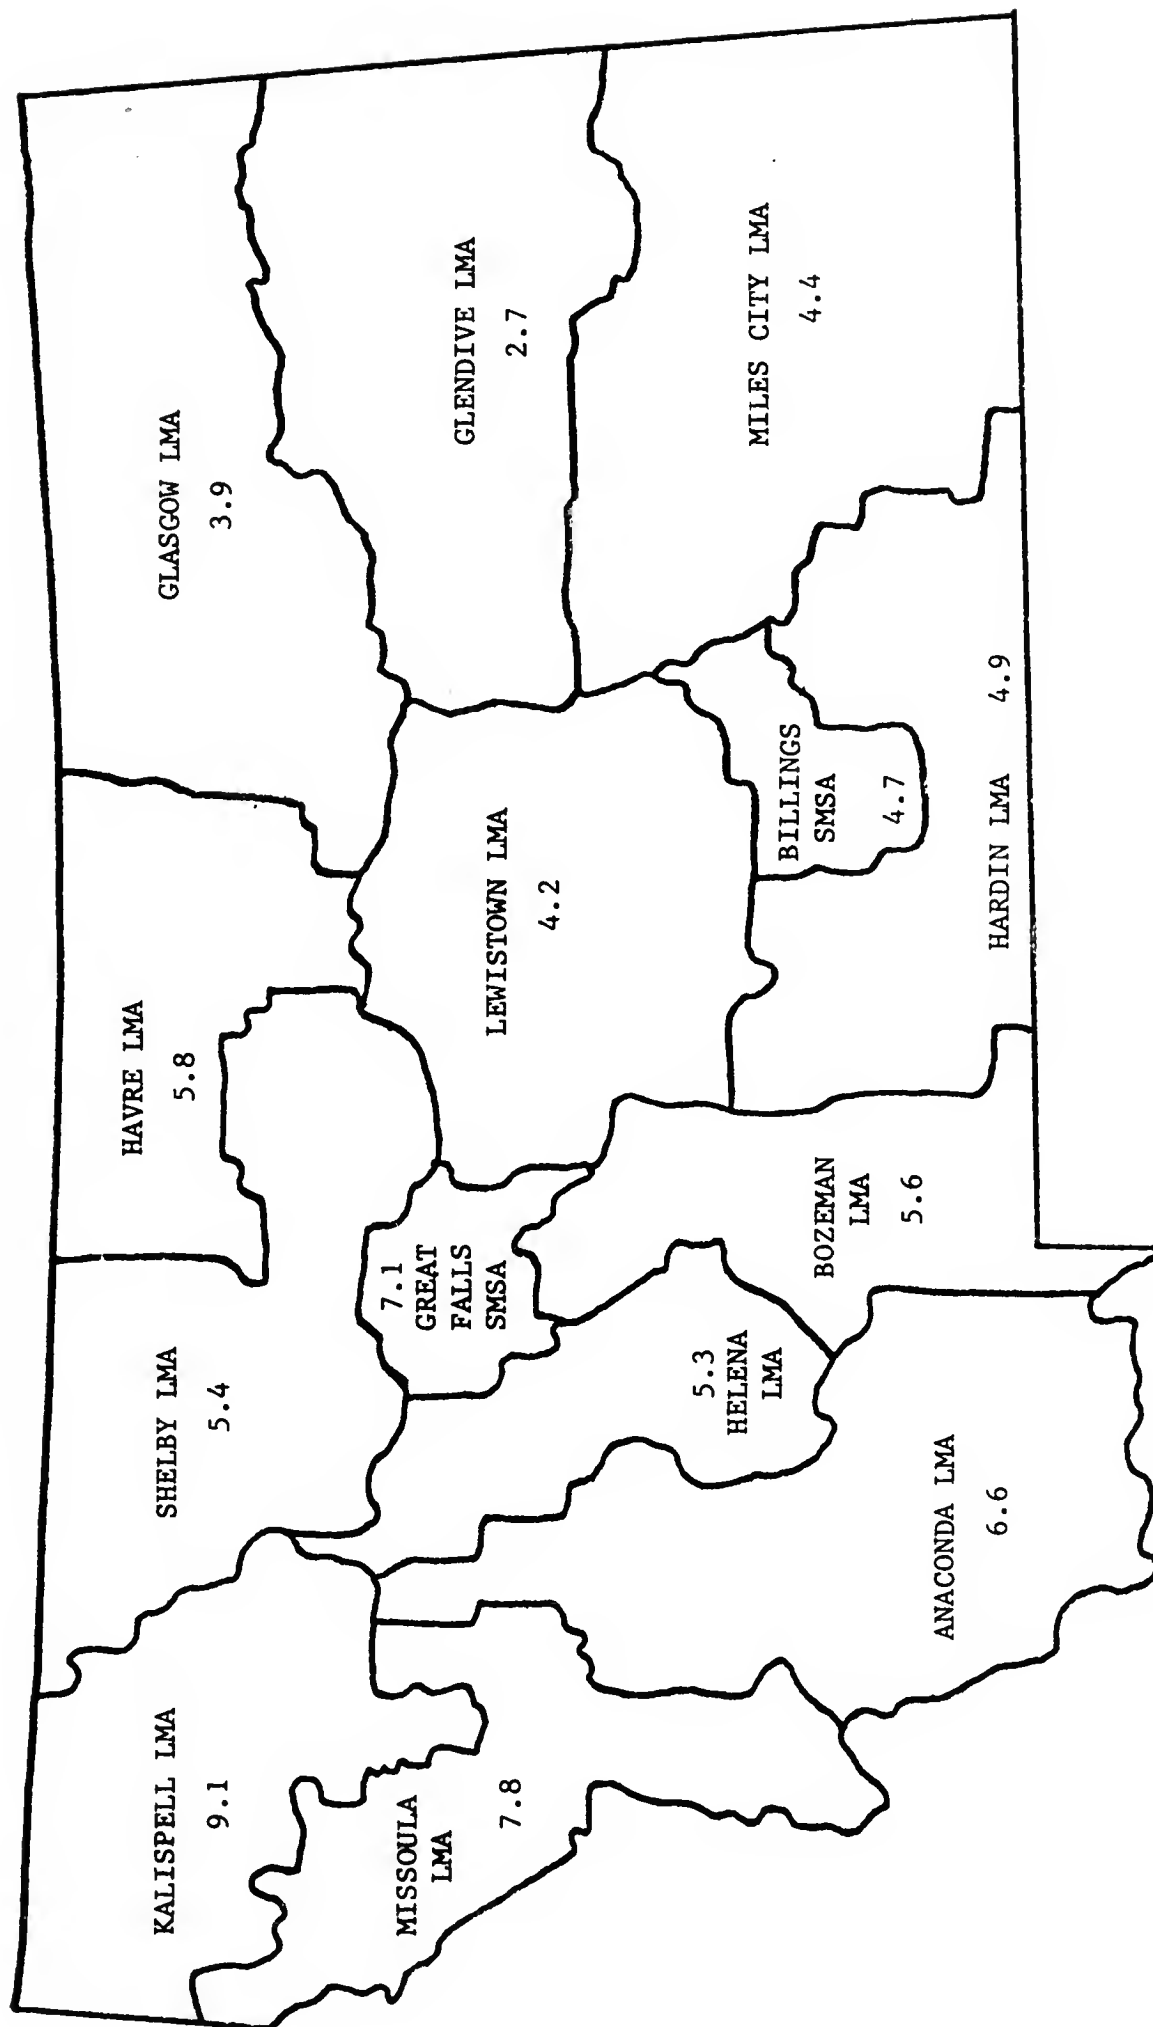 KALISPELL LMA
9.1
MISSOULA
LMA
7.8
SHELBY LMA
5.4
HAVRE LMA
5.8
GLASGOW LMA
3.9
7.1
GREAT
FALLS
SMSA
LEWISTOWN LMA
4.2
GLENDIVE LMA
2.7
5.3
HELENA
LMA
ANACONDA LMA
6.6
BOZEMAN
LMA
5.6
BILLINGS
SMSA
4.7
HARDIN LMA 4.9
MILES CITY LMA
4.4